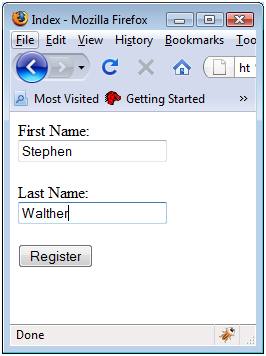 Index - Mozilla Firefox
File Edit View History Bookmarks
ht
Most Visited Getting Started »
First Name:
Stephen
Last Name:
Walther
Register
Done